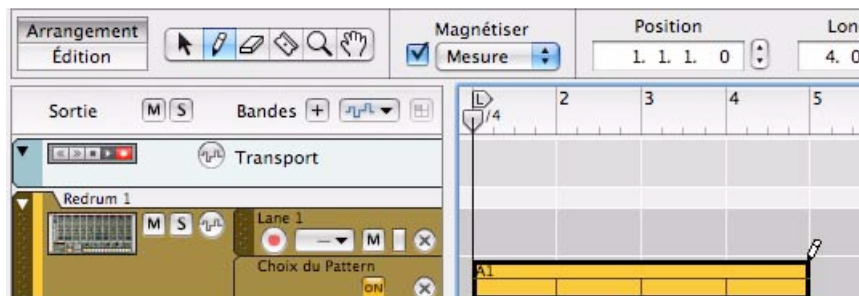 Arrangement
Édition
Magnétiser
Mesure
Position
1. 1. 1. 0
Lon
4. 0
Sortie
M S
Bandes +
L
/4
2
3
4
5
Transport
Redrum 1
M S
Lane 1
M
Choix du Pattern
ON
A1